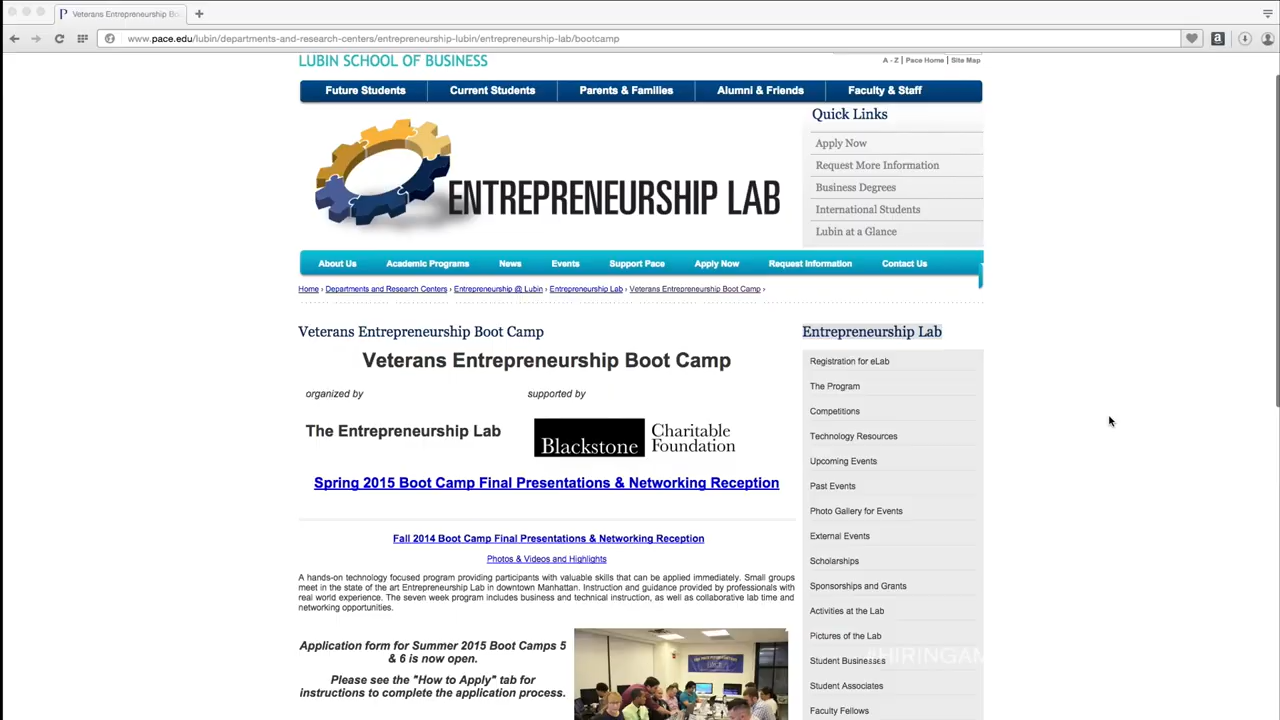 Veterans Entrepreneurship Bo
www.pace.edu/lubin/departments-and-research-centers/entrepreneurship-lubin/entrepreneurship-lab/bootcamp
LUBIN SCHOOL OF BUSINESS
A - Z | Pace Home | Site Map
Future Students Current Students Parents & Families Alumni & Friends Faculty & Staff
ENTREPRENEURSHIP LAB
Quick Links
Apply Now
Request More Information
Business Degrees
International Students
Lubin at a Glance
About Us Academic Programs News Events Support Pace Apply Now Request Information Contact Us
Home › Departments and Research Centers › Entrepreneurship @ Lubin › Entrepreneurship Lab › Veterans Entrepreneurship Boot Camp ›
Veterans Entrepreneurship Boot Camp
Veterans Entrepreneurship Boot Camp
organized by supported by
The Entrepreneurship Lab
Blackstone Charitable Foundation
Spring 2015 Boot Camp Final Presentations & Networking Reception
Fall 2014 Boot Camp Final Presentations & Networking Reception
Photos & Videos and Highlights
A hands-on technology focused program providing participants with valuable skills that can be applied immediately. Small groups
meet in the state of the art Entrepreneurship Lab in downtown Manhattan. Instruction and guidance provided by professionals with
real world experience. The seven week program includes business and technical instruction, as well as collaborative lab time and
networking opportunities.
Application form for Summer 2015 Boot Camps 5
& 6 is now open.
Please see the "How to Apply" tab for
instructions to complete the application process.
Entrepreneurship Lab
Registration for eLab
The Program
Competitions
Technology Resources
Upcoming Events
Past Events
Photo Gallery for Events
External Events
Scholarships
Sponsorships and Grants
Activities at the Lab
Pictures of the Lab
Student Businesses
Student Associates
Faculty Fellows
#HIRINGAM